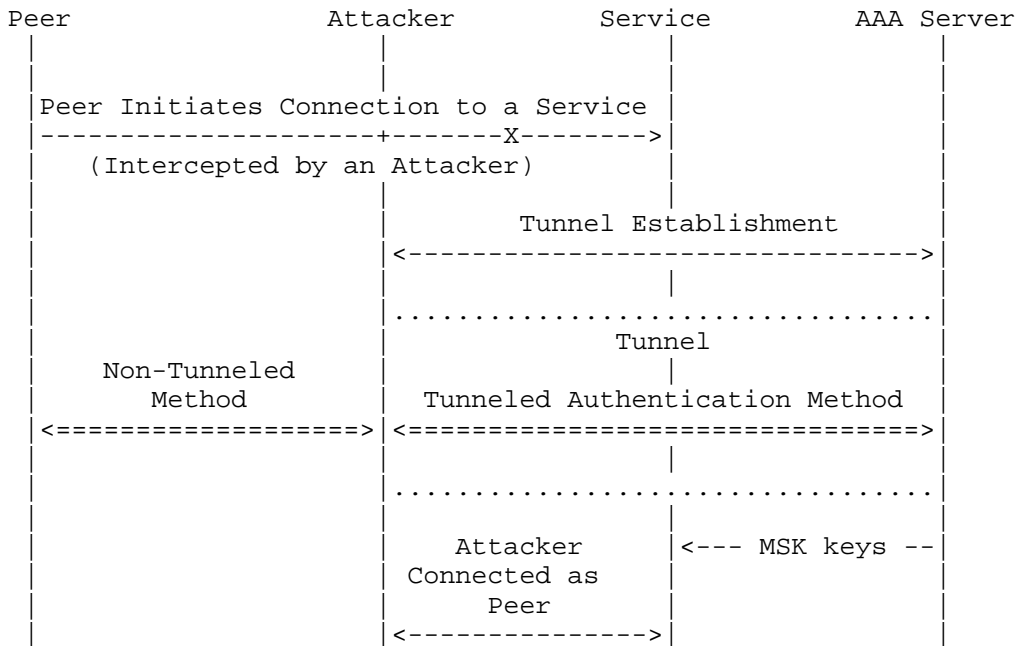 Peer Attacker Service AAA Server
Peer Initiates Connection to a Service
---------------------+-------X-------->
(Intercepted by an Attacker)
Tunnel Establishment
<-------------------------------->
..................................
Tunnel
Non-Tunneled
Method Tunneled Authentication Method
<===================> <================================>
..................................
Attacker <--- MSK keys --
Connected as
Peer
<--------------->